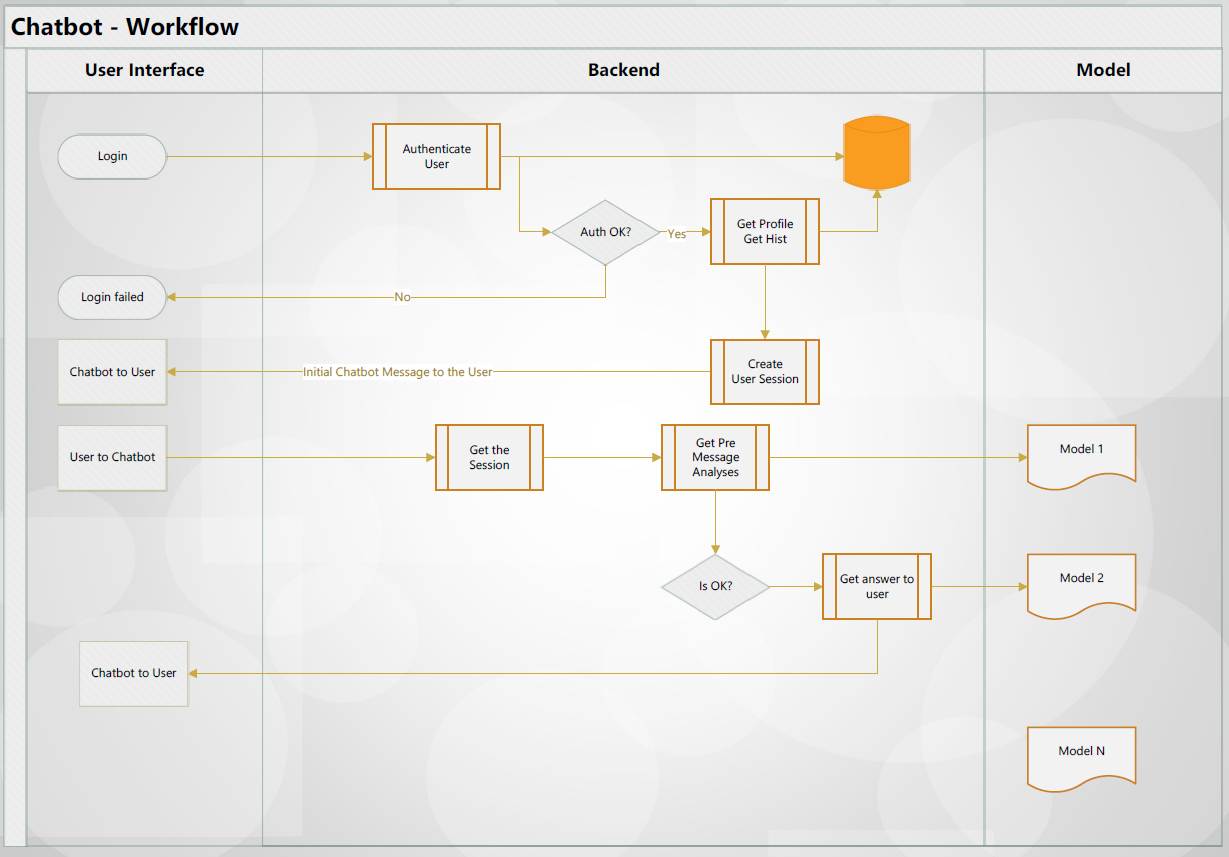 Chatbot - Workflow
User Interface
Backend
Model
Login
Authenticate
User
Auth OK?
Yes
Get Profile
Get Hist
Login failed
No
Chatbot to User
Initial Chatbot Message to the User
Create
User Session
User to Chatbot
Get the
Session
Get Pre
Message
Analyses
Model 1
Is OK?
Get answer to
user
Model 2
Chatbot to User
Model N